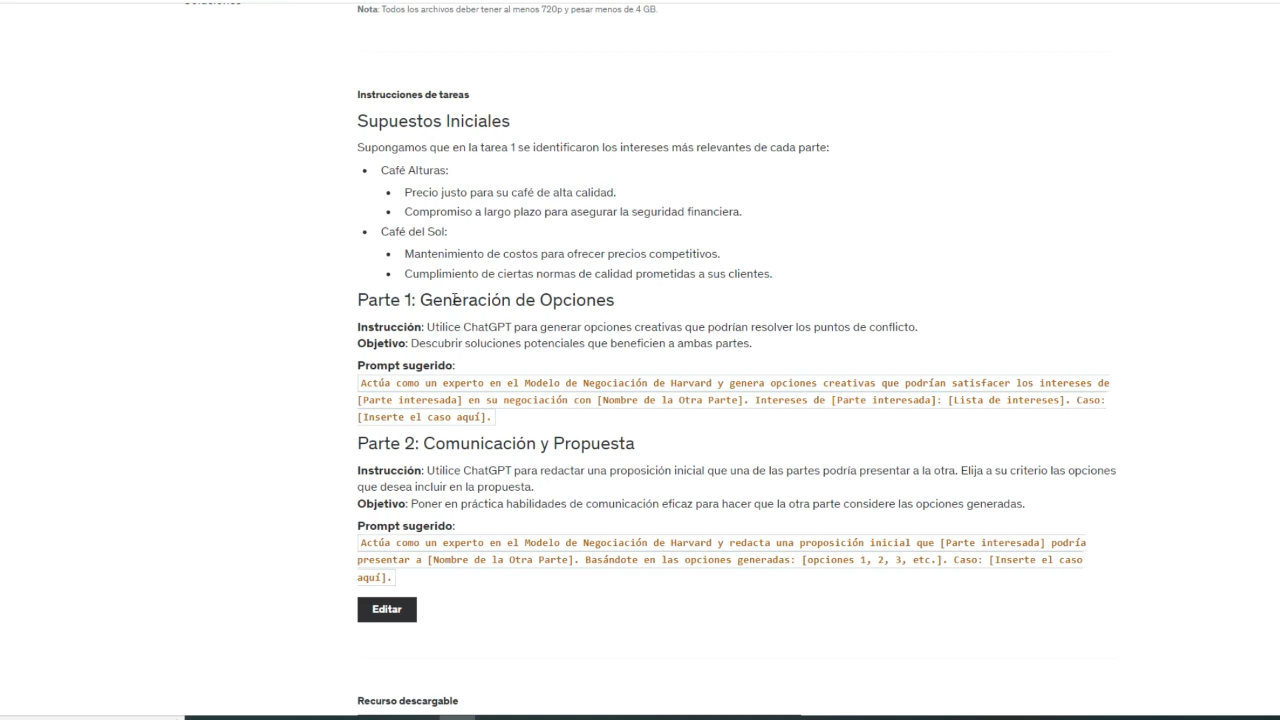 Soluciones
Nota: Todos los archivos deber tener al menos 720p y pesar menos de 4 GB.
Instrucciones de tareas
Supuestos Iniciales
Supongamos que en la tarea 1 se identificaron los intereses más relevantes de cada parte:
• Café Alturas:
• Precio justo para su café de alta calidad.
• Compromiso a largo plazo para asegurar la seguridad financiera.
• Café del Sol:
• Mantenimiento de costos para ofrecer precios competitivos.
• Cumplimiento de ciertas normas de calidad prometidas a sus clientes.
Parte 1: Generación de Opciones
Instrucción: Utilice ChatGPT para generar opciones creativas que podrían resolver los puntos de conflicto.
Objetivo: Descubrir soluciones potenciales que beneficien a ambas partes.
Prompt sugerido:
Actúa como un experto en el Modelo de Negociación de Harvard y genera opciones creativas que podrían satisfacer los intereses de
[Parte interesada] en su negociación con [Nombre de la Otra Parte]. Intereses de [Parte interesada]: [Lista de intereses]. Caso:
[Inserte el caso aquí].
Parte 2: Comunicación y Propuesta
Instrucción: Utilice ChatGPT para redactar una proposición inicial que una de las partes podría presentar a la otra. Elija a su criterio las opciones
que desea incluir en la propuesta.
Objetivo: Poner en práctica habilidades de comunicación eficaz para hacer que la otra parte considere las opciones generadas.
Prompt sugerido:
Actúa como un experto en el Modelo de Negociación de Harvard y redacta una proposición inicial que [Parte interesada] podría
presentar a [Nombre de la Otra Parte]. Basándote en las opciones generadas: [opciones 1, 2, 3, etc.]. Caso: [Inserte el caso
aquí].
Editar
Recurso descargable